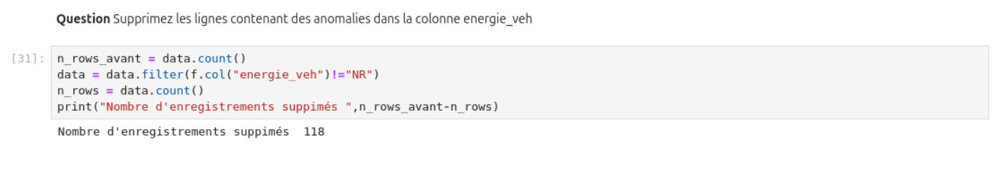 Question Supprimez les lignes contenant des anomalies dans la colonne energie_veh
[31]: n_rows_avant = data.count()
data = data.filter(f.col("energie_veh")!="NR")
n_rows = data.count()
print("Nombre d'enregistrements suppimés ",n_rows_avant-n_rows)
Nombre d'enregistrements suppimés  118